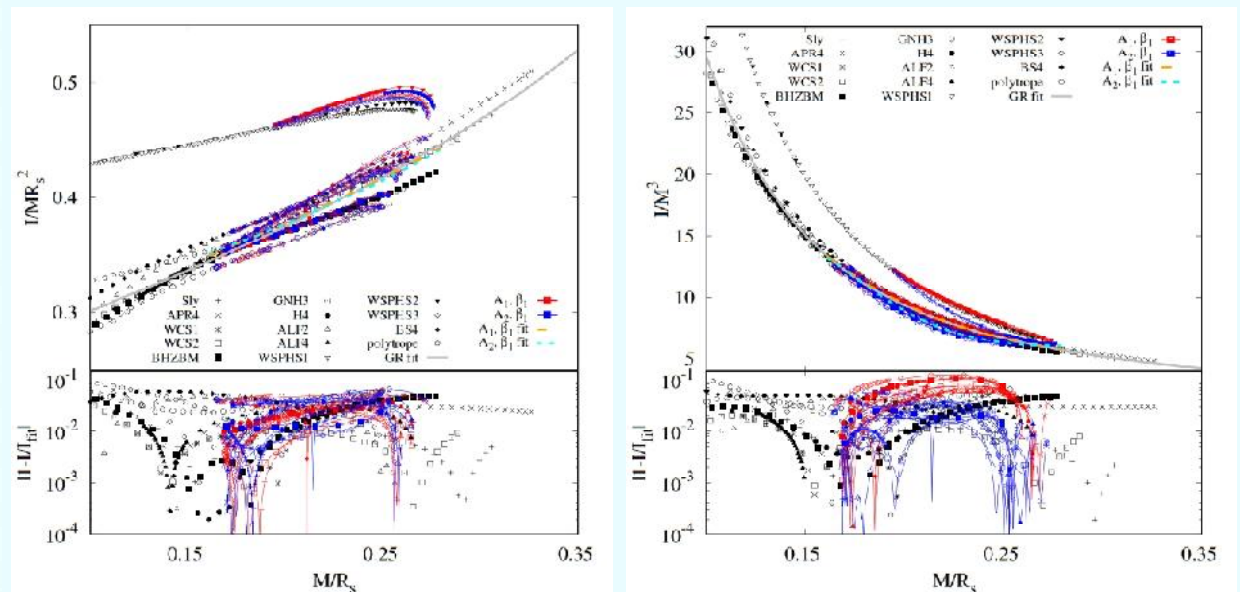 0.5
0.4
0.3
I/MR_s^2
Sly
APR4
WCS1
WCS2
BHZBM
GNH3
H4
ALF2
ALF4
WSPHS1
WSPHS2
WSPHS3
BS4
polytrope
GR fit
A_1, β_1
A_2, β_1
A_1, β_1 fit
A_2, β_1 fit
10^-1
10^-2
10^-3
10^-4
|1-I/I_fit|
0.15
0.25
0.35
M/R_s
30
25
20
15
10
5
I/M^3
Sly
APR4
WCS1
WCS2
BHZBM
GNH3
H4
ALF2
ALF4
WSPHS1
WSPHS2
WSPHS3
BS4
polytrope
GR fit
β_1
β_1
β_1 fit
A_2, β_1 fit
10^-1
10^-2
10^-3
10^-4
|1-I/I_fit|
0.15
0.25
0.35
M/R_s